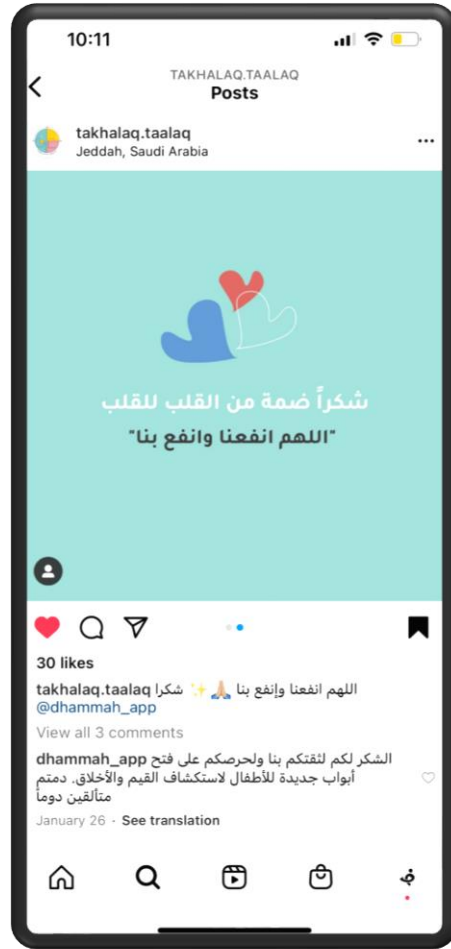 10:11
TAKHALAQ.TAALAQ
Posts
takhalaq.taalaq
Jeddah, Saudi Arabia
شكراً ضمة من القلب للقلب
"اللهم انفعنا وانفع بنا"
30 likes
takhalaq.taalaq اللهم انفعنا وإنفع بنا 🙏🏼✨ شكرا
@dhammah_app
View all 3 comments
dhammah_app الشكر لكم لثقتكم بنا ولحرصكم على فتح
أبواب جديدة للأطفال لاستكشاف القيم والأخلاق. دمتم
متألقين دوماً
January 26 · See translation